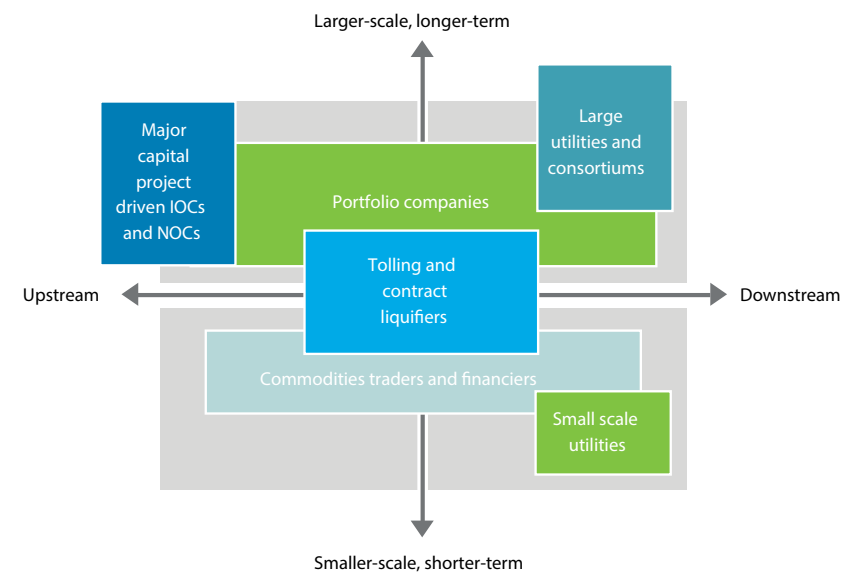 Larger-scale, longer-term
Major
capital
project
driven IOCs
and NOCs
Large
utilities and
consortiums
Portfolio companies
Tolling and
contract
liquifiers
Upstream
Downstream
Commodities traders and financiers
Small scale
utilities
Smaller-scale, shorter-term